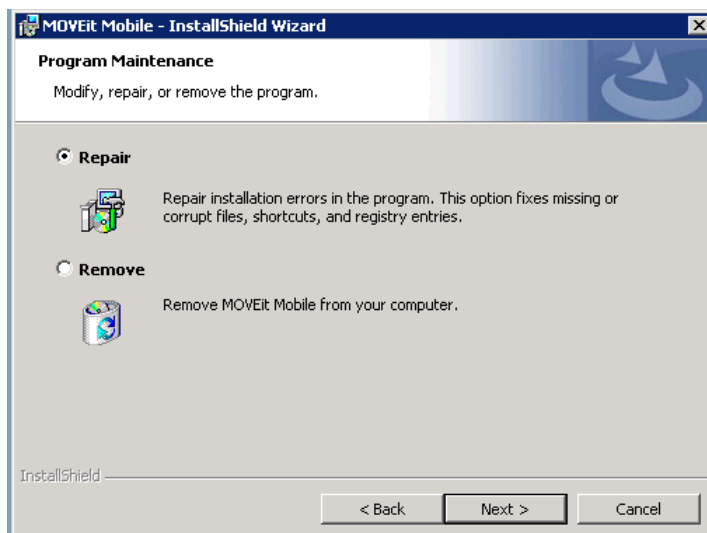 MOVEit Mobile - InstallShield Wizard
Program Maintenance
Modify, repair, or remove the program.
Repair
Repair installation errors in the program. This option fixes missing or
corrupt files, shortcuts, and registry entries.
Remove
Remove MOVEit Mobile from your computer.
InstallShield
< Back
Next >
Cancel